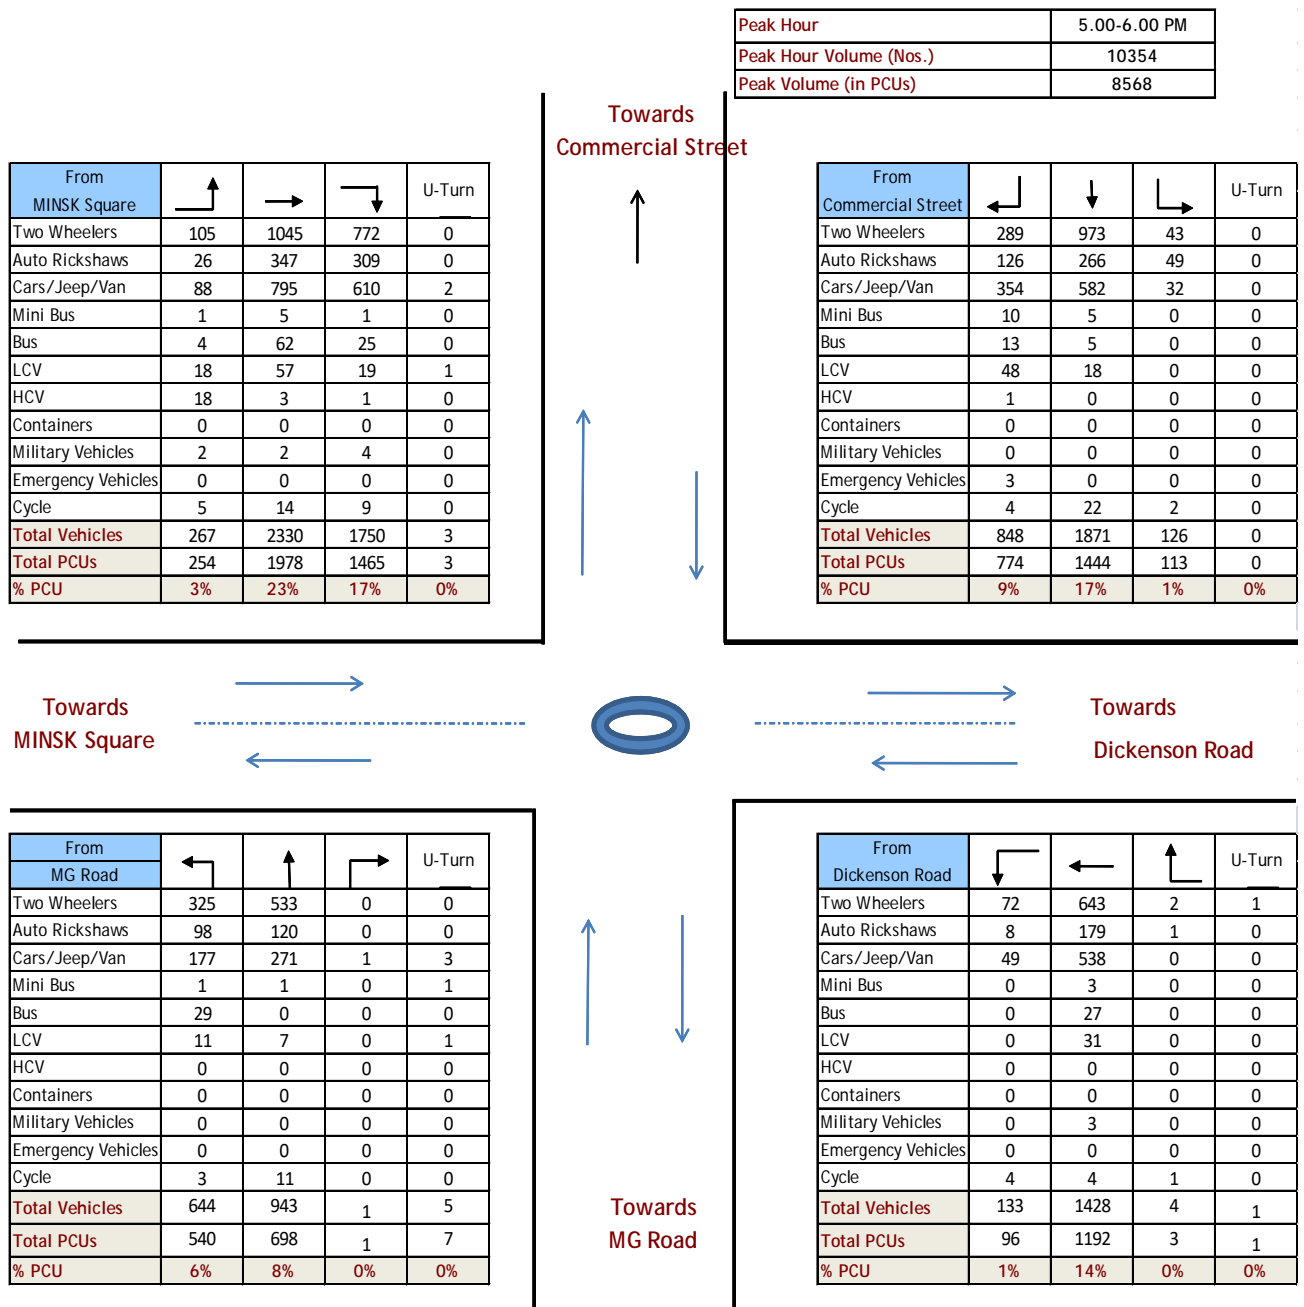 Peak Hour 5.00-6.00 PM
Peak Hour Volume (Nos.) 10354
Peak Volume (in PCUs) 8568
Towards
Commercial Street
From
MINSK Square U-Turn
Two Wheelers 105 1045 772 0
Auto Rickshaws 26 347 309 0
Cars/Jeep/Van 88 795 610 2
Mini Bus 1 5 1 0
Bus 4 62 25 0
LCV 18 57 19 1
HCV 18 3 1 0
Containers 0 0 0 0
Military Vehicles 2 2 4 0
Emergency Vehicles 0 0 0 0
Cycle 5 14 9 0
Total Vehicles 267 2330 1750 3
Total PCUs 254 1978 1465 3
% PCU 3% 23% 17% 0%
From
Commercial Street U-Turn
Two Wheelers 289 973 43 0
Auto Rickshaws 126 266 49 0
Cars/Jeep/Van 354 582 32 0
Mini Bus 10 5 0 0
Bus 13 5 0 0
LCV 48 18 0 0
HCV 1 0 0 0
Containers 0 0 0 0
Military Vehicles 0 0 0 0
Emergency Vehicles 3 0 0 0
Cycle 4 22 2 0
Total Vehicles 848 1871 126 0
Total PCUs 774 1444 113 0
% PCU 9% 17% 1% 0%
Towards
MINSK Square
Towards
Dickenson Road
From
MG Road U-Turn
Two Wheelers 325 533 0 0
Auto Rickshaws 98 120 0 0
Cars/Jeep/Van 177 271 1 3
Mini Bus 1 1 0 1
Bus 29 0 0 0
LCV 11 7 0 1
HCV 0 0 0 0
Containers 0 0 0 0
Military Vehicles 0 0 0 0
Emergency Vehicles 0 0 0 0
Cycle 3 11 0 0
Total Vehicles 644 943 1 5
Total PCUs 540 698 1 7
% PCU 6% 8% 0% 0%
Towards
MG Road
From
Dickenson Road U-Turn
Two Wheelers 72 643 2 1
Auto Rickshaws 8 179 1 0
Cars/Jeep/Van 49 538 0 0
Mini Bus 0 3 0 0
Bus 0 27 0 0
LCV 0 31 0 0
HCV 0 0 0 0
Containers 0 0 0 0
Military Vehicles 0 3 0 0
Emergency Vehicles 0 0 0 0
Cycle 4 4 1 0
Total Vehicles 133 1428 4 1
Total PCUs 96 1192 3 1
% PCU 1% 14% 0% 0%